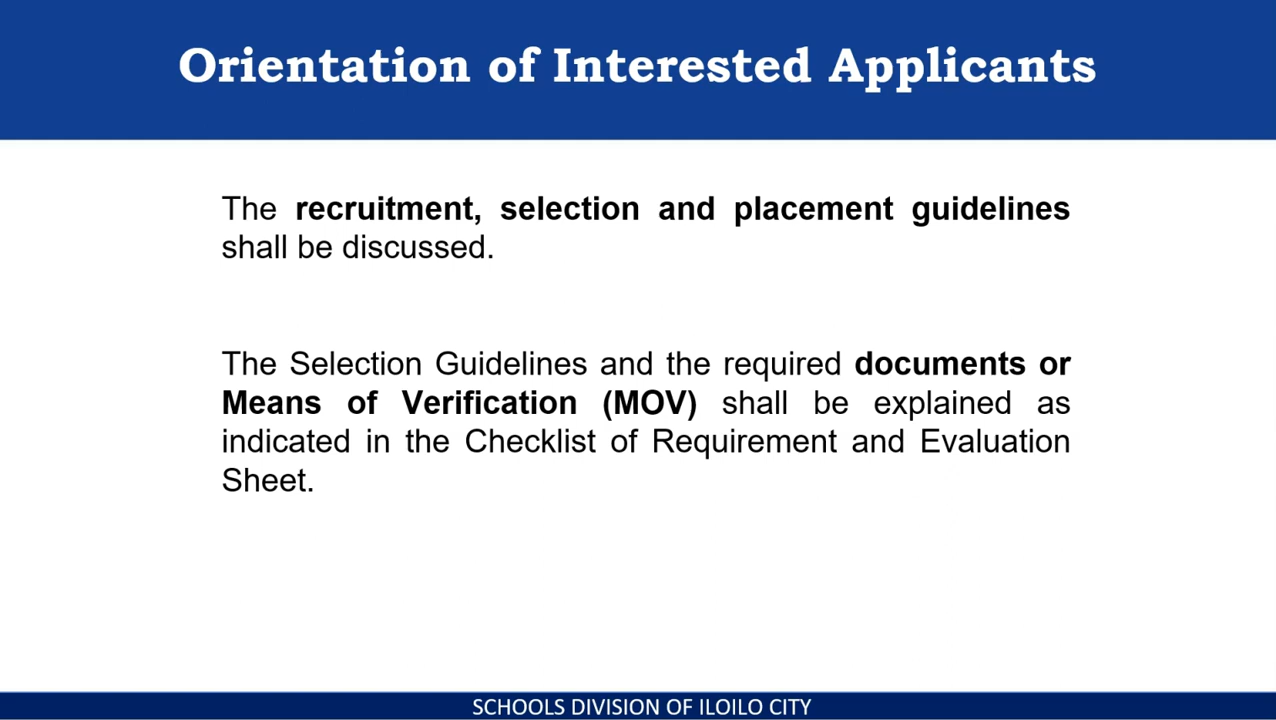 Orientation of Interested Applicants
The recruitment, selection and placement guidelines
shall be discussed.
The Selection Guidelines and the required documents or
Means of Verification (MOV) shall be explained as
indicated in the Checklist of Requirement and Evaluation
Sheet.
SCHOOLS DIVISION OF ILOILO CITY